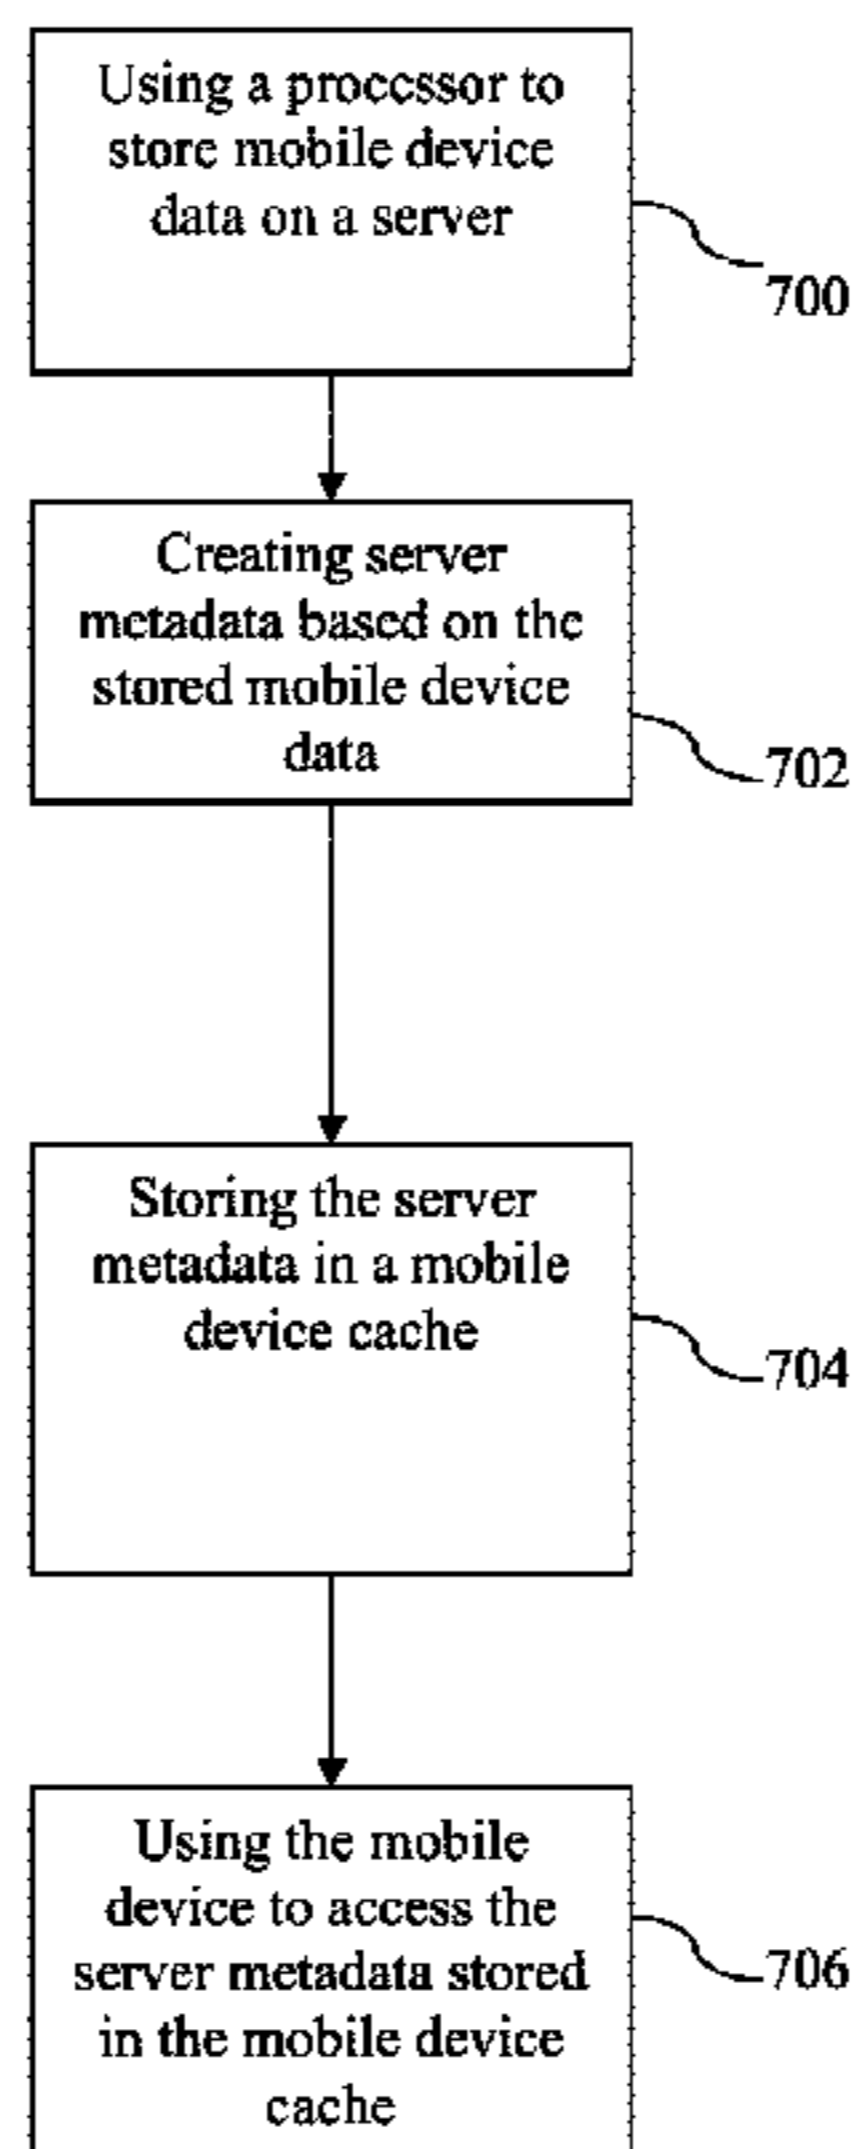 Using a processor to
store mobile device
data on a server
700
Creating server
metadata based on the
stored mobile device
data
702
Storing the server
metadata in a mobile
device cache
704
Using the mobile
device to access the
server metadata stored
in the mobile device
cache
706